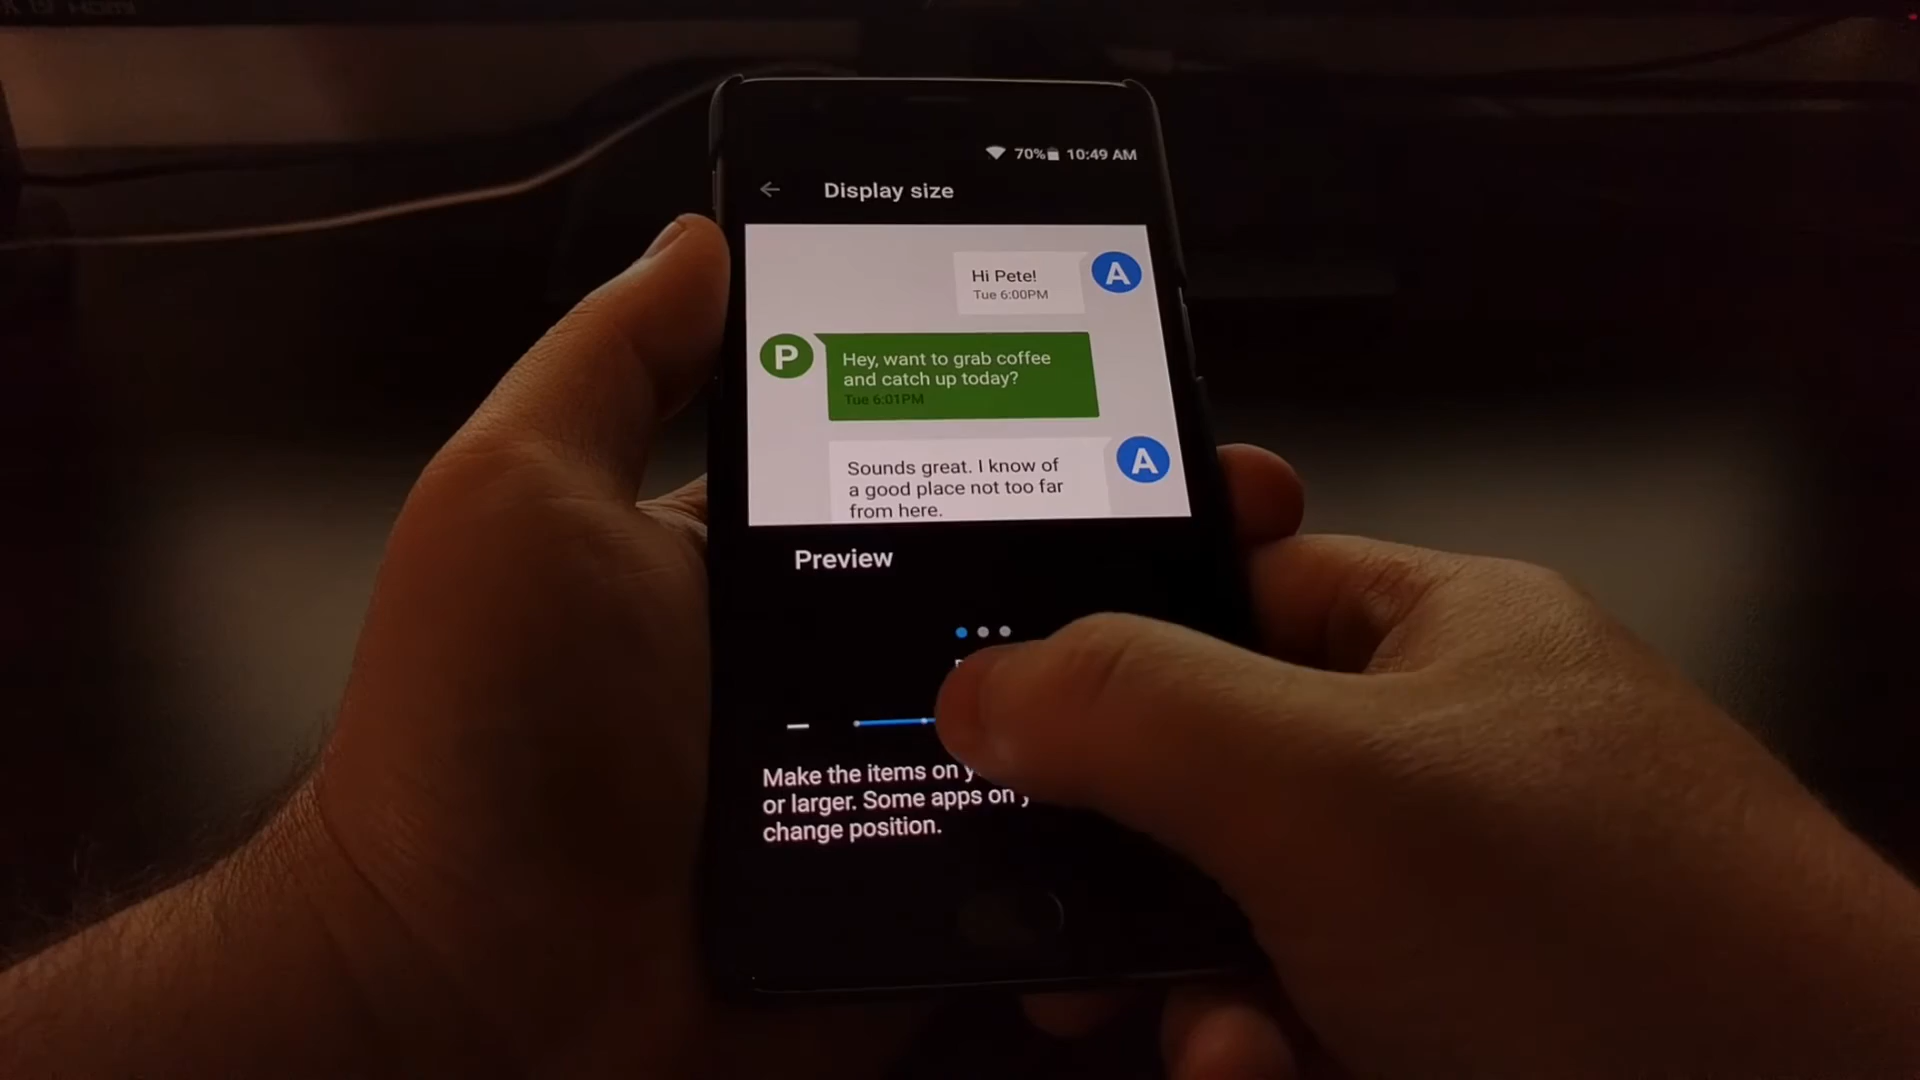 70% 10:49 AM
Display size
Hi Pete!
Tue 6:00PM
A
P
Hey, want to grab coffee
and catch up today?
Tue 6:01PM
A
Sounds great. I know of
a good place not too far
from here.
Preview
Make the items on
or larger. Some apps on
change position.